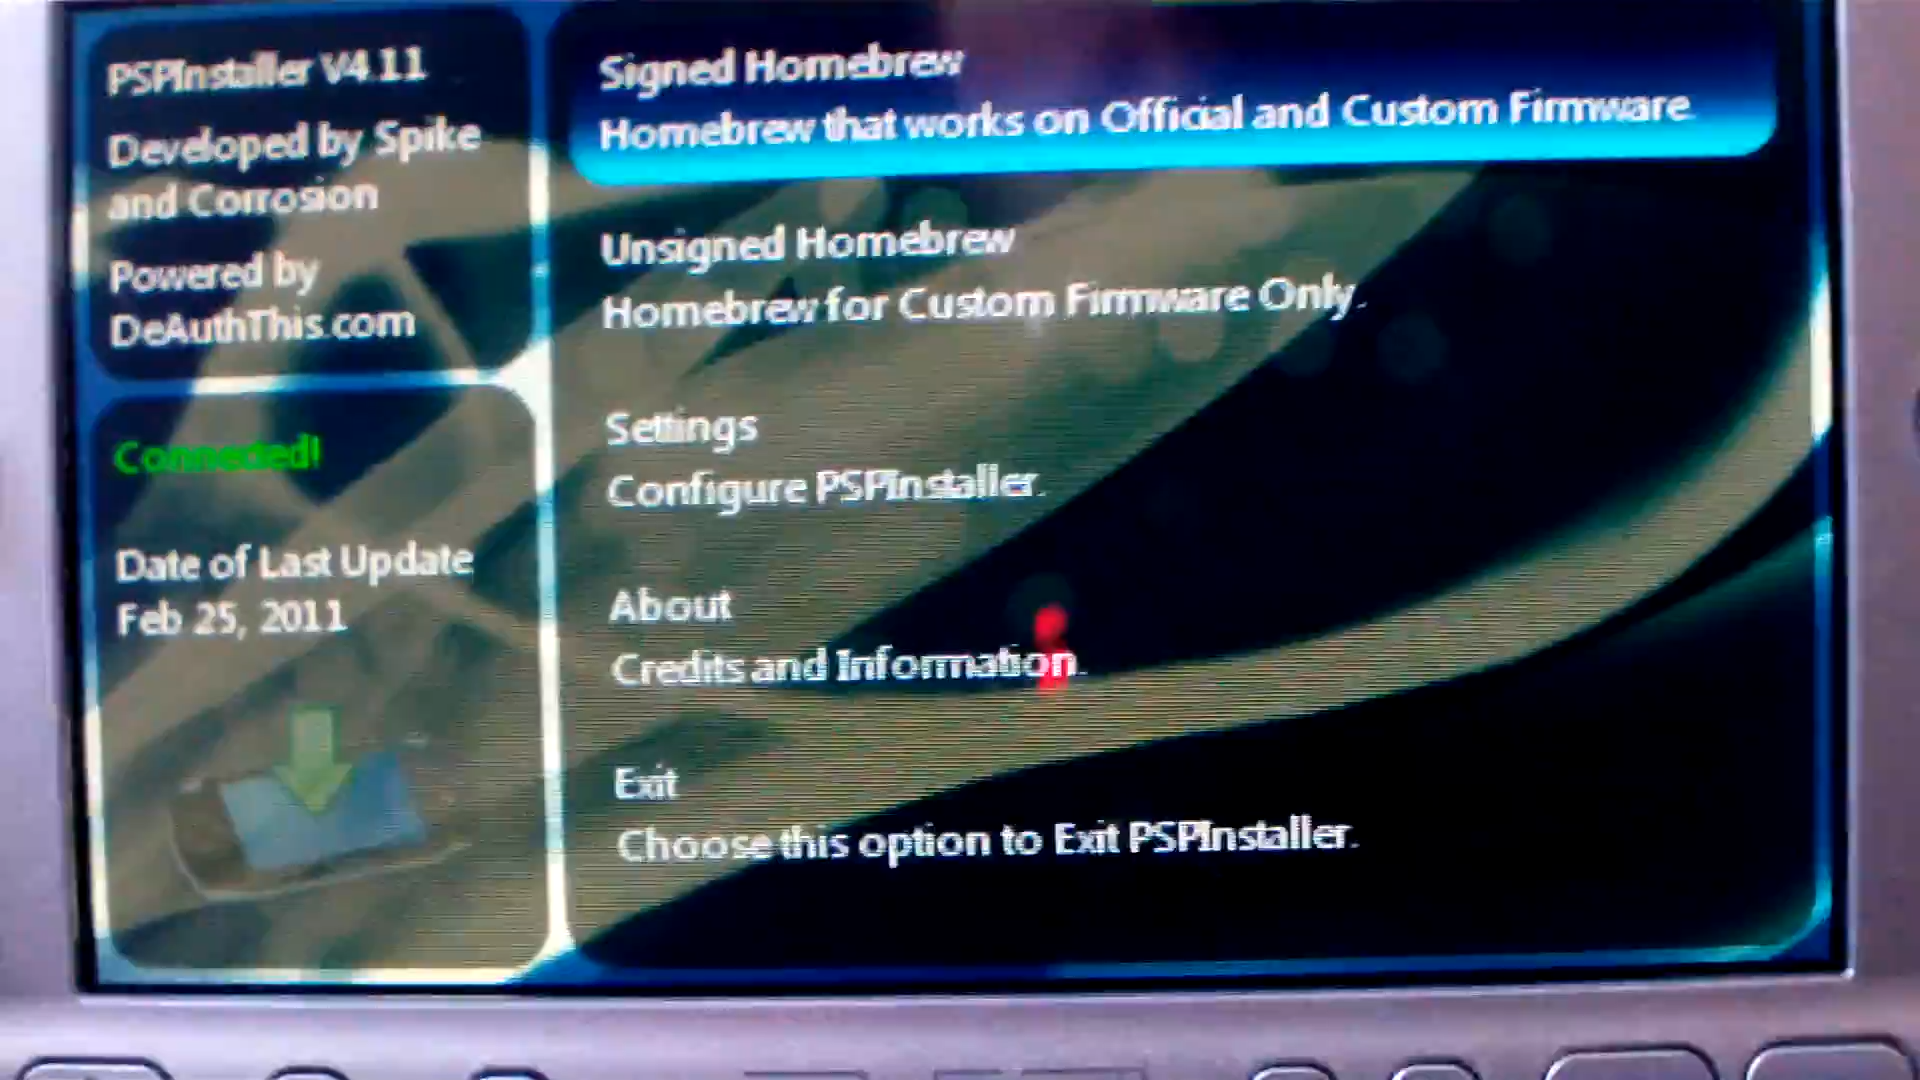 PSPInstaller V4.11
Developed by Spike
and Corrosion
Powered by
DeAuthThis.com
Connected!
Date of Last Update
Feb 25, 2011
Signed Homebrew
Homebrew that works on Official and Custom Firmware.
Unsigned Homebrew
Homebrew for Custom Firmware Only.
Settings
Configure PSPInstaller.
About
Credits and Information.
Exit
Choose this option to Exit PSPInstaller.